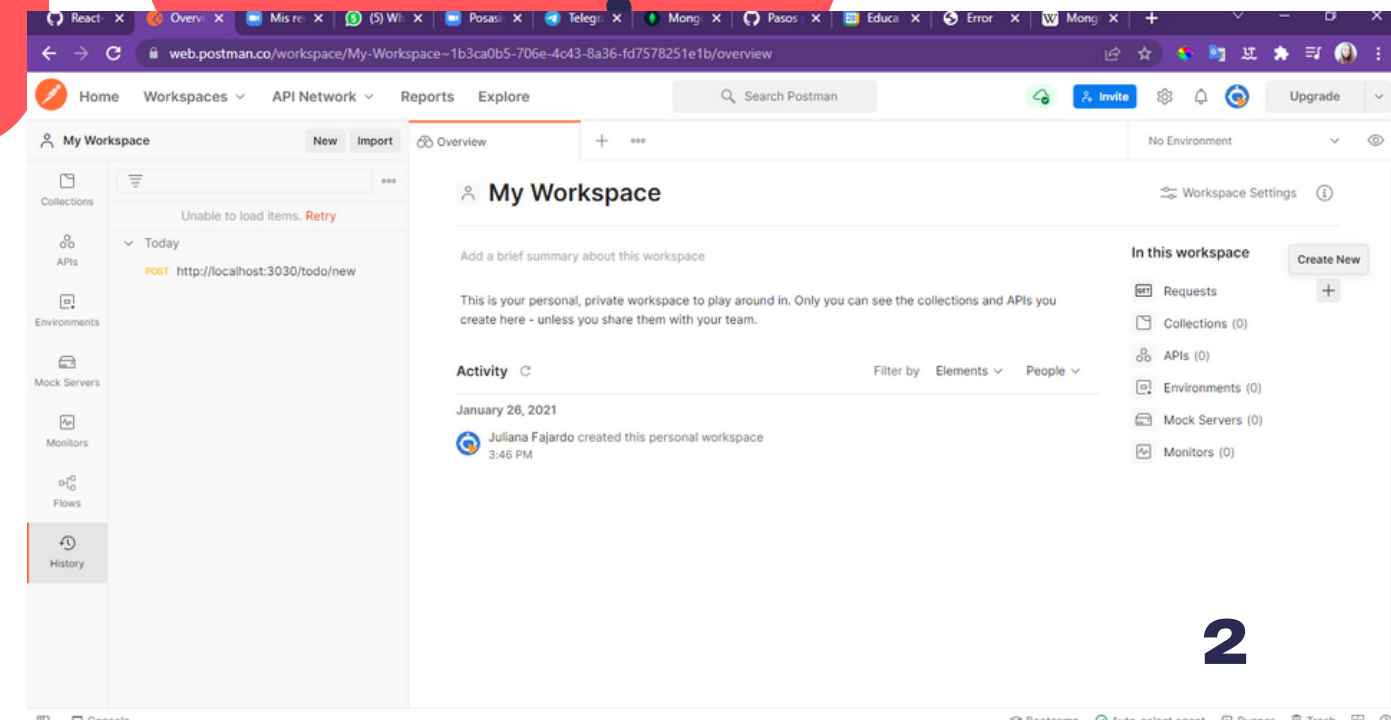 React-
Overvi
Mis re
(5) Wh
Posasi
Telegr
Mong
Pasos
Educa
Error
Mong
web.postman.co/workspace/My-Workspace~1b3ca0b5-706e-4c43-8a36-fd7578251e1b/overview
Home Workspaces API Network Reports Explore
Search Postman
Invite
Upgrade
My Workspace
New Import
Overview
No Environment
Collections
APIs
Environments
Mock Servers
Monitors
Flows
History
Unable to load items. Retry
Today
POST http://localhost:3030/todo/new
My Workspace
Workspace Settings
Add a brief summary about this workspace
This is your personal, private workspace to play around in. Only you can see the collections and APIs you
create here - unless you share them with your team.
Activity
Filter by Elements People
January 26, 2021
Juliana Fajardo created this personal workspace
3:46 PM
In this workspace
Create New
GET Requests
Collections (0)
APIs (0)
Environments (0)
Mock Servers (0)
Monitors (0)
2
Console
Bootcamp Auto-select agent Runner Trash